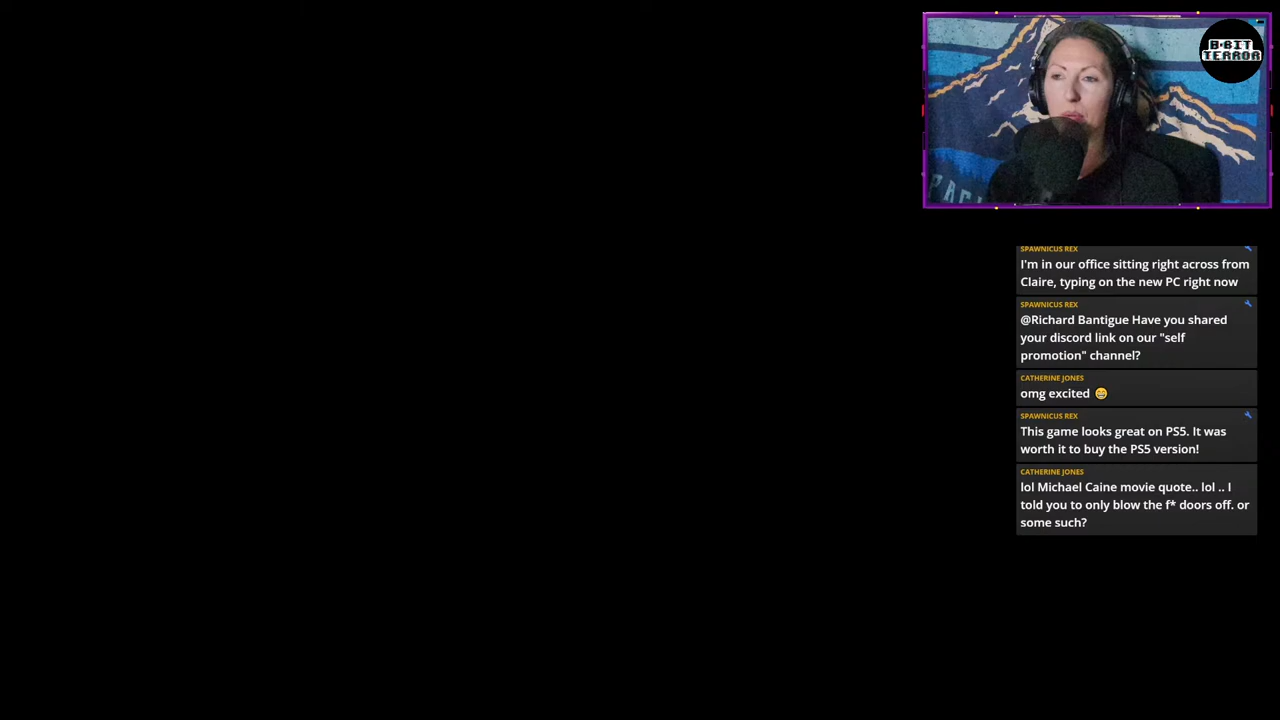 B-BIT
TERROR
PACI
SPAWNICUS REX
I'm in our office sitting right across from
Claire, typing on the new PC right now
SPAWNICUS REX
@Richard Bantigue Have you shared
your discord link on our "self
promotion" channel?
CATHERINE JONES
omg excited 😄
SPAWNICUS REX
This game looks great on PS5. It was
worth it to buy the PS5 version!
CATHERINE JONES
lol Michael Caine movie quote.. lol .. I
told you to only blow the f* doors off. or
some such?